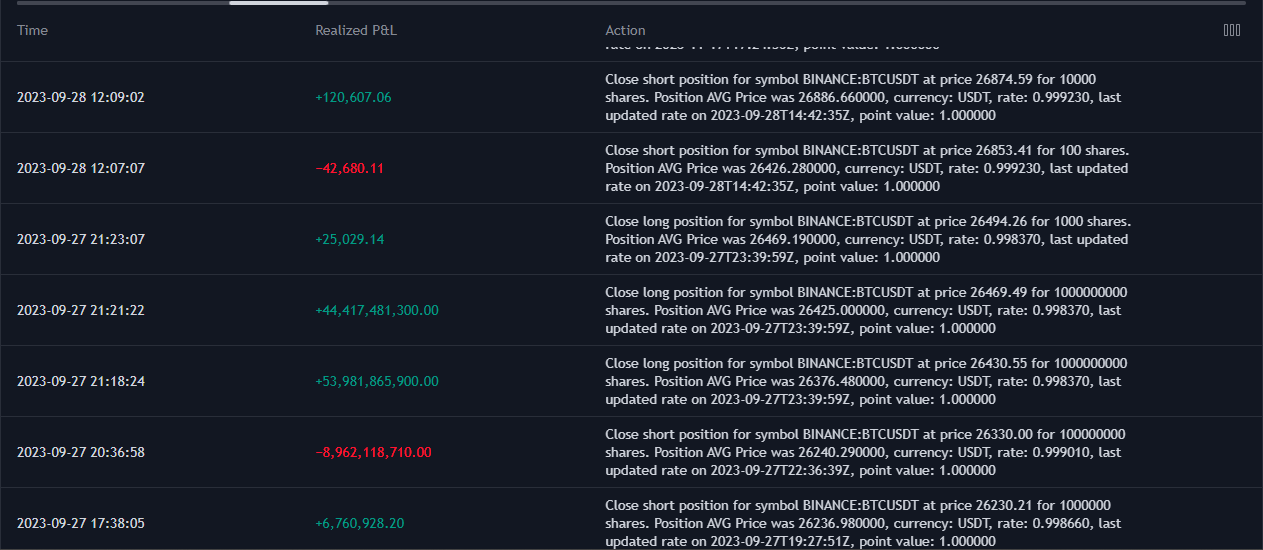 Time Realized P&L Action
rate on 2023-11-17T17:21:35Z, point value: 1.000000
Close short position for symbol BINANCE:BTCUSDT at price 26874.59 for 10000
2023-09-28 12:09:02 +120,607.06 shares. Position AVG Price was 26886.660000, currency: USDT, rate: 0.999230, last
updated rate on 2023-09-28T14:42:35Z, point value: 1.000000
Close short position for symbol BINANCE:BTCUSDT at price 26853.41 for 100 shares.
2023-09-28 12:07:07 −42,680.11 Position AVG Price was 26426.280000, currency: USDT, rate: 0.999230, last updated
rate on 2023-09-28T14:42:35Z, point value: 1.000000
Close long position for symbol BINANCE:BTCUSDT at price 26494.26 for 1000 shares.
2023-09-27 21:23:07 +25,029.14 Position AVG Price was 26469.190000, currency: USDT, rate: 0.998370, last updated
rate on 2023-09-27T23:39:59Z, point value: 1.000000
Close long position for symbol BINANCE:BTCUSDT at price 26469.49 for 1000000000
2023-09-27 21:21:22 +44,417,481,300.00 shares. Position AVG Price was 26425.000000, currency: USDT, rate: 0.998370, last
updated rate on 2023-09-27T23:39:59Z, point value: 1.000000
Close long position for symbol BINANCE:BTCUSDT at price 26430.55 for 1000000000
2023-09-27 21:18:24 +53,981,865,900.00 shares. Position AVG Price was 26376.480000, currency: USDT, rate: 0.998370, last
updated rate on 2023-09-27T23:39:59Z, point value: 1.000000
Close short position for symbol BINANCE:BTCUSDT at price 26330.00 for 100000000
2023-09-27 20:36:58 −8,962,118,710.00 shares. Position AVG Price was 26240.290000, currency: USDT, rate: 0.999010, last
updated rate on 2023-09-27T22:36:39Z, point value: 1.000000
Close short position for symbol BINANCE:BTCUSDT at price 26230.21 for 1000000
2023-09-27 17:38:05 +6,760,928.20 shares. Position AVG Price was 26236.980000, currency: USDT, rate: 0.998660, last
updated rate on 2023-09-27T19:27:51Z, point value: 1.000000